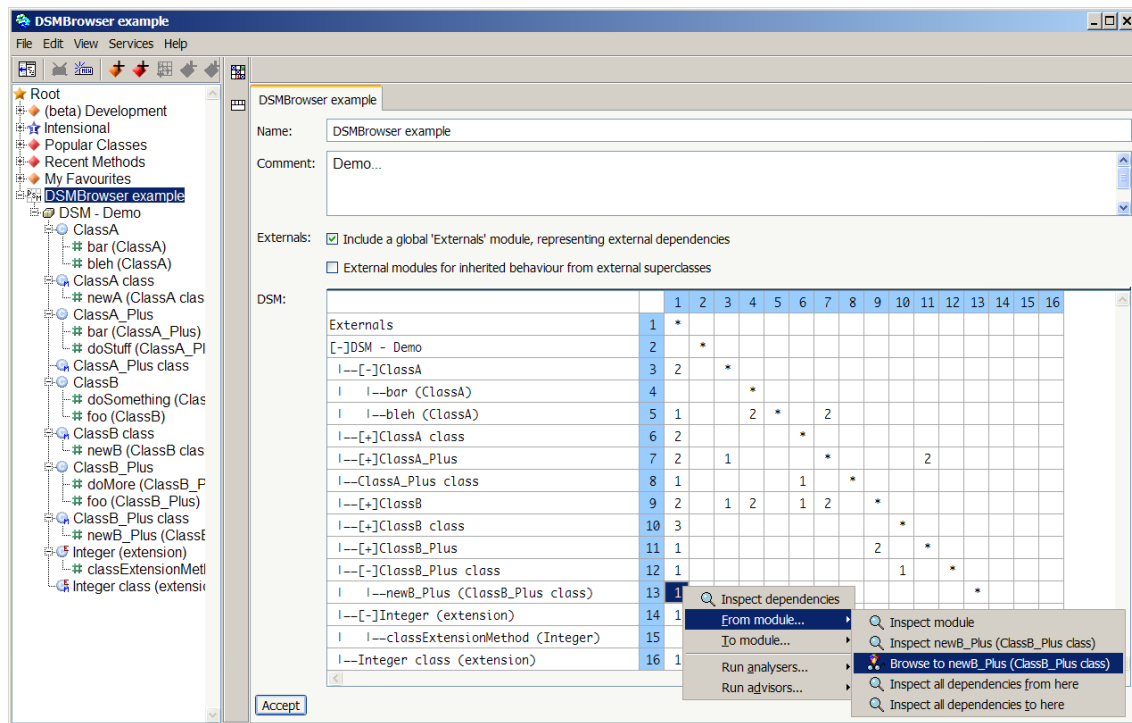 DSMBrowser example
File Edit View Services Help
Root
(beta) Development
Intensional
Popular Classes
Recent Methods
My Favourites
DSMBrowser example
DSM - Demo
ClassA
bar (ClassA)
bleh (ClassA)
ClassA class
newA (ClassA clas
ClassA_Plus
bar (ClassA_Plus)
doStuff (ClassA_Pl
ClassA_Plus class
ClassB
doSomething (Clas
foo (ClassB)
ClassB class
newB (ClassB clas
ClassB_Plus
doMore (ClassB_P
foo (ClassB_Plus)
ClassB_Plus class
newB_Plus (ClassB
Integer (extension)
classExtensionMetl
Integer class (extensio
DSMBrowser example
Name: DSMBrowser example
Comment: Demo...
Externals: Include a global 'Externals' module, representing external dependencies
External modules for inherited behaviour from external superclasses
DSM: 1 2 3 4 5 6 7 8 9 10 11 12 13 14 15 16
Externals 1 *
[-]DSM - Demo 2 *
|--[-]ClassA 3 2 *
| |--bar (ClassA) 4 *
| |--bleh (ClassA) 5 1 2 * 2
|--[+]ClassA class 6 2 *
|--[+]ClassA_Plus 7 2 1 * 2
|--ClassA_Plus class 8 1 1 *
|--[+]ClassB 9 2 1 2 1 2 *
|--[+]ClassB class 10 3 *
|--[+]ClassB_Plus 11 1 2 *
|--[-]ClassB_Plus class 12 1 1 *
| |--newB_Plus (ClassB_Plus class) 13 1 *
|--[-]Integer (extension) 14 1
| |--classExtensionMethod (Integer) 15
|--Integer class (extension) 16 1
Inspect dependencies
From module...
To module...
Run analysers...
Run advisors...
Inspect module
Inspect newB_Plus (ClassB_Plus class)
Browse to newB_Plus (ClassB_Plus class)
Inspect all dependencies from here
Inspect all dependencies to here
Accept